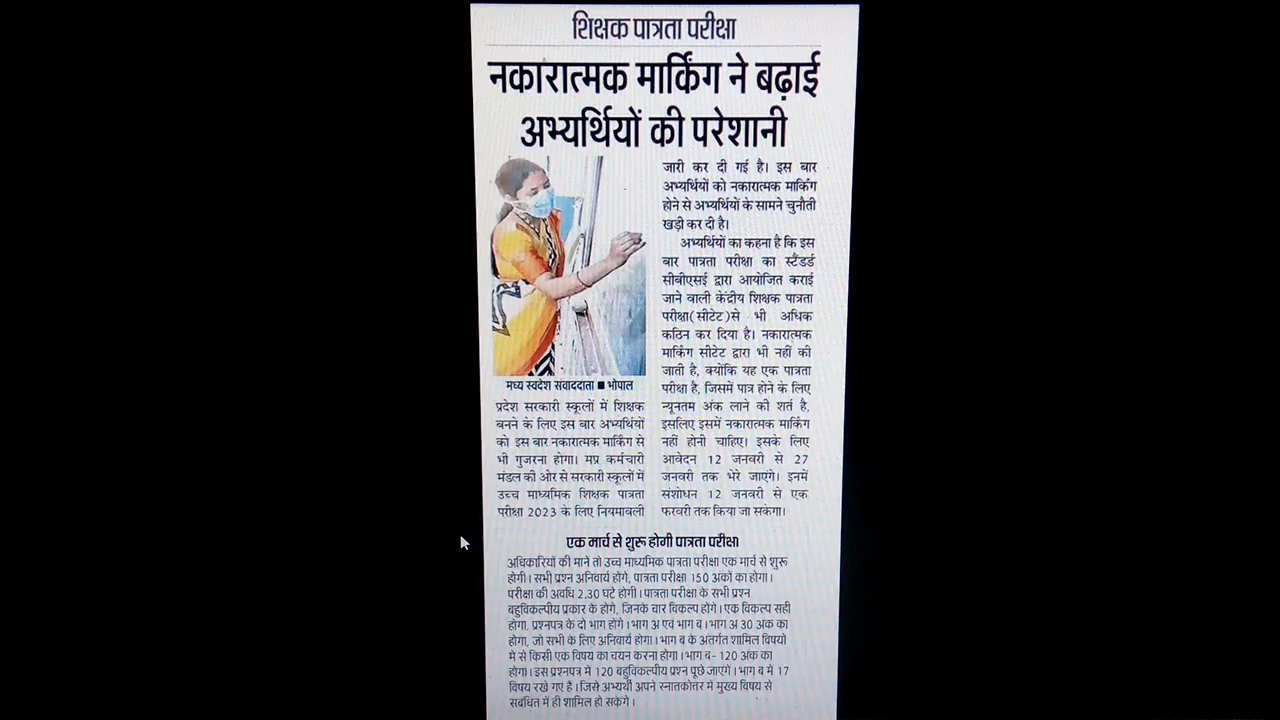 शिक्षक पात्रता परीक्षा
नकारात्मक मार्किंग ने बढ़ाई
अभ्यर्थियों की परेशानी
मध्य स्वदेश संवाददाता ■ भोपाल
प्रदेश सरकारी स्कूलों में शिक्षक
बनने के लिए इस बार अभ्यर्थियों
को इस बार नकारात्मक मार्किंग से
भी गुजरना होगा। मप्र कर्मचारी
मंडल की ओर से सरकारी स्कूलों में
उच्च माध्यमिक शिक्षक पात्रता
परीक्षा 2023 के लिए नियमावली
जारी कर दी गई है। इस बार
अभ्यर्थियों को नकारात्मक मार्किंग
होने से अभ्यर्थियों के सामने चुनौती
खड़ी कर दी है।
अभ्यर्थियों का कहना है कि इस
बार पात्रता परीक्षा का स्टैंडर्ड
सीबीएसई द्वारा आयोजित कराई
जाने वाली केंद्रीय शिक्षक पात्रता
परीक्षा(सीटेट)से भी अधिक
कठिन कर दिया है। नकारात्मक
मार्किंग सीटेट द्वारा भी नहीं की
जाती है, क्योंकि यह एक पात्रता
परीक्षा है, जिसमें पात्र होने के लिए
न्यूनतम अंक लाने की शर्त है,
इसलिए इसमें नकारात्मक मार्किंग
नहीं होनी चाहिए। इसके लिए
आवेदन 12 जनवरी से 27
जनवरी तक भेरे जाएंगे। इनमें
संशोधन 12 जनवरी से एक
फरवरी तक किया जा सकेगा।
एक मार्च से शुरू होगी पात्रता परीक्षा
अधिकारियों की मानें तो उच्च माध्यमिक पात्रता परीक्षा एक मार्च से शुरू
होगी। सभी प्रश्न अनिवार्य होंगे, पात्रता परीक्षा 150 अंकों का होगा।
परीक्षा की अवधि 2.30 घंटे होगी। पात्रता परीक्षा के सभी प्रश्न
बहुविकल्पीय प्रकार के होंगे, जिनके चार विकल्प होंगे। एक विकल्प सही
होगा, प्रश्नपत्र के दो भाग होंगे। भाग अ एवं भाग ब। भाग अ 30 अंक का
होगा, जो सभी के लिए अनिवार्य होगा। भाग ब के अंतर्गत शामिल विषयों
में से किसी एक विषय का चयन करना होगा। भाग ब- 120 अंक का
होगा। इस प्रश्नपत्र में 120 बहुविकल्पीय प्रश्न पूछे जाएंगे। भाग ब में 17
विषय रखे गए हैं। जिसे अभ्यर्थी अपने स्नातकोत्तर में मुख्य विषय से
संबंधित में ही शामिल हो सकेंगे।